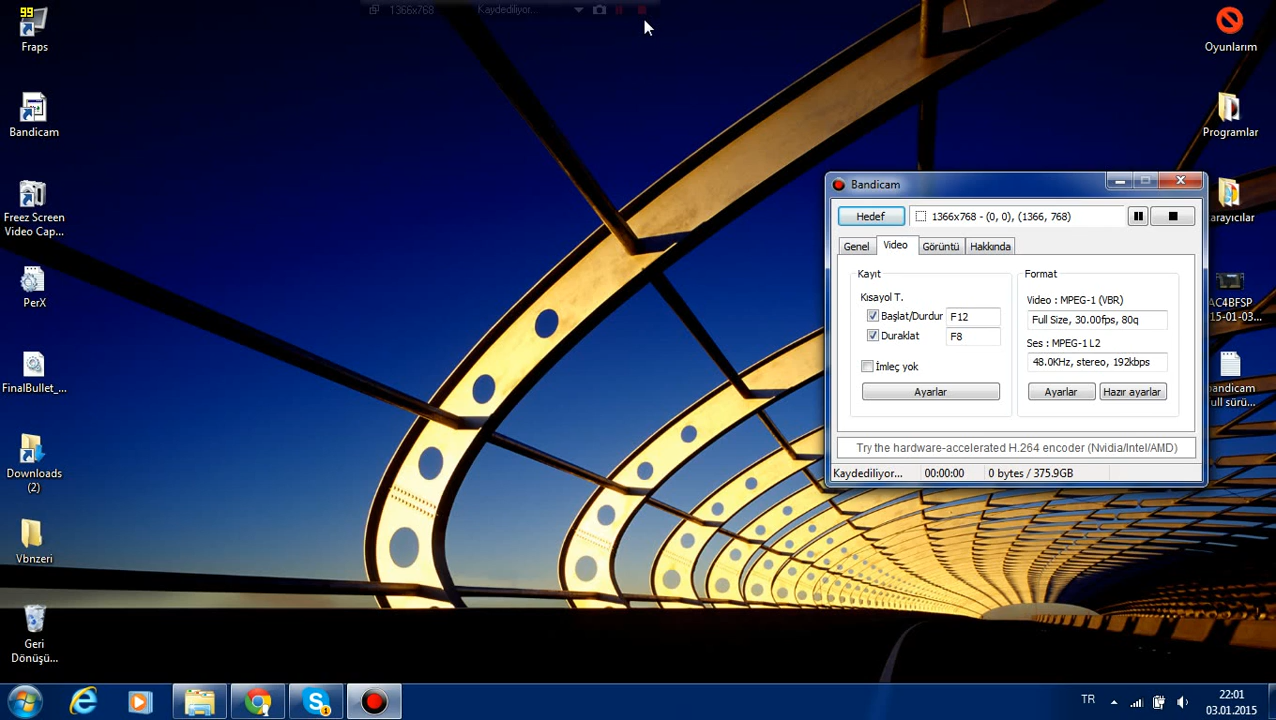 1366x768 Kaydediliyor...
99
Fraps
Bandicam
Freez Screen
Video Cap...
PerX
FinalBullet_...
Downloads
(2)
Vbnzeri
Geri
Dönüşü...
Oyunlarım
Programlar
arayıcılar
AC4BFSP
15-01-03...
bandicam
ull sürü...
Bandicam
Hedef 1366x768 - (0, 0), (1366, 768)
Genel Video Görüntü Hakkında
Kayıt
Kısayol T.
Başlat/Durdur F12
Duraklat F8
İmleç yok
Ayarlar
Format
Video : MPEG-1 (VBR)
Full Size, 30.00fps, 80q
Ses : MPEG-1 L2
48.0KHz, stereo, 192kbps
Ayarlar Hazır ayarlar
Try the hardware-accelerated H.264 encoder (Nvidia/Intel/AMD)
Kaydediliyor... 00:00:00 0 bytes / 375.9GB
1
TR
22:01
03.01.2015